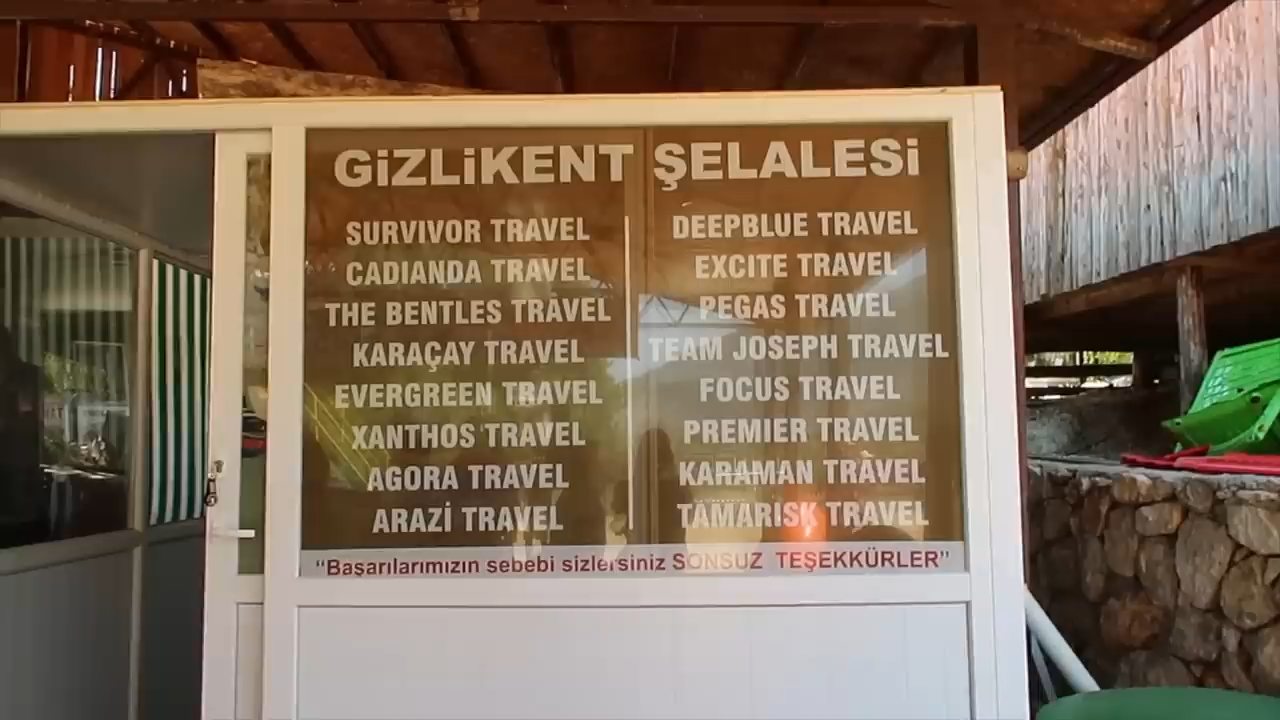 GiZLiKENT ŞELALESi
SURVIVOR TRAVEL
CADIANDA TRAVEL
THE BENTLES TRAVEL
KARAÇAY TRAVEL
EVERGREEN TRAVEL
XANTHOS TRAVEL
AGORA TRAVEL
ARAZİ TRAVEL
DEEPBLUE TRAVEL
EXCITE TRAVEL
PEGAS TRAVEL
TEAM JOSEPH TRAVEL
FOCUS TRAVEL
PREMIER TRAVEL
KARAMAN TRAVEL
TAMARISK TRAVEL
“Başarılarımızın sebebi sizlersiniz SONSUZ TEŞEKKÜRLER”